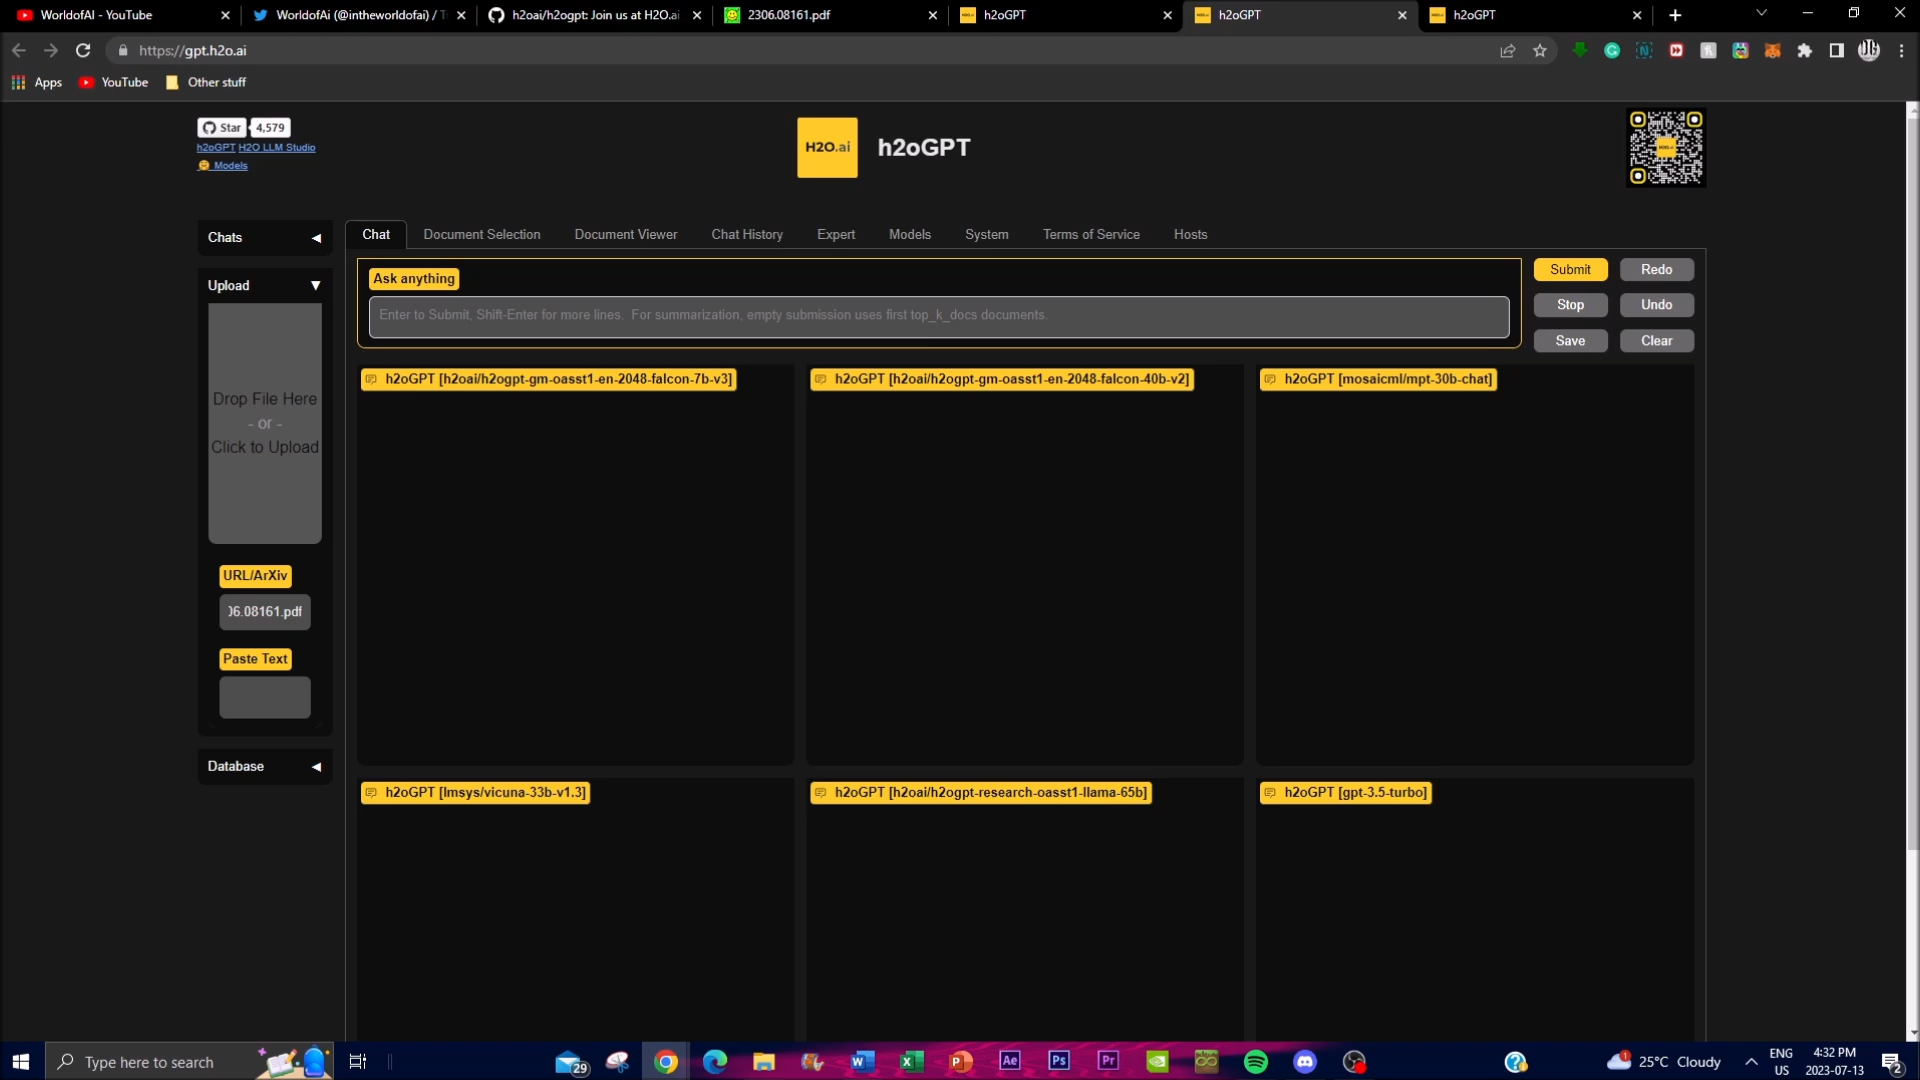 WorldofAI - YouTube
WorldofAi (@intheworldofai) / T
h2oai/h2ogpt: Join us at H2O.ai
2306.08161.pdf
h2oGPT
h2oGPT
h2oGPT
https://gpt.h2o.ai
Apps
YouTube
Other stuff
Star
4,579
h2oGPT H2O LLM Studio
Models
H2O.ai
h2oGPT
Chats
Chat
Document Selection
Document Viewer
Chat History
Expert
Models
System
Terms of Service
Hosts
Upload
Drop File Here
- or -
Click to Upload
URL/ArXiv
06.08161.pdf
Paste Text
Database
Ask anything
Enter to Submit, Shift-Enter for more lines. For summarization, empty submission uses first top_k_docs documents.
Submit
Redo
Stop
Undo
Save
Clear
h2oGPT [h2oai/h2ogpt-gm-oasst1-en-2048-falcon-7b-v3]
h2oGPT [h2oai/h2ogpt-gm-oasst1-en-2048-falcon-40b-v2]
h2oGPT [mosaicml/mpt-30b-chat]
h2oGPT [lmsys/vicuna-33b-v1.3]
h2oGPT [h2oai/h2ogpt-research-oasst1-llama-65b]
h2oGPT [gpt-3.5-turbo]
Type here to search
29
Ae
Ps
Pr
1
25°C Cloudy
ENG
US
4:32 PM
2023-07-13
2